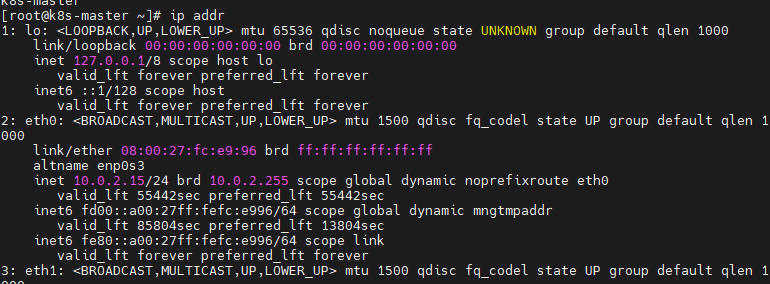 k8s-master
[root@k8s-master ~]# ip addr
1: lo: <LOOPBACK,UP,LOWER_UP> mtu 65536 qdisc noqueue state UNKNOWN group default qlen 1000
    link/loopback 00:00:00:00:00:00 brd 00:00:00:00:00:00
    inet 127.0.0.1/8 scope host lo
       valid_lft forever preferred_lft forever
    inet6 ::1/128 scope host
       valid_lft forever preferred_lft forever
2: eth0: <BROADCAST,MULTICAST,UP,LOWER_UP> mtu 1500 qdisc fq_codel state UP group default qlen 1
000
    link/ether 08:00:27:fc:e9:96 brd ff:ff:ff:ff:ff:ff
    altname enp0s3
    inet 10.0.2.15/24 brd 10.0.2.255 scope global dynamic noprefixroute eth0
       valid_lft 55442sec preferred_lft 55442sec
    inet6 fd00::a00:27ff:fefc:e996/64 scope global dynamic mngtmpaddr
       valid_lft 85804sec preferred_lft 13804sec
    inet6 fe80::a00:27ff:fefc:e996/64 scope link
       valid_lft forever preferred_lft forever
3: eth1: <BROADCAST,MULTICAST,UP,LOWER_UP> mtu 1500 qdisc fq_codel state UP group default qlen 1
000